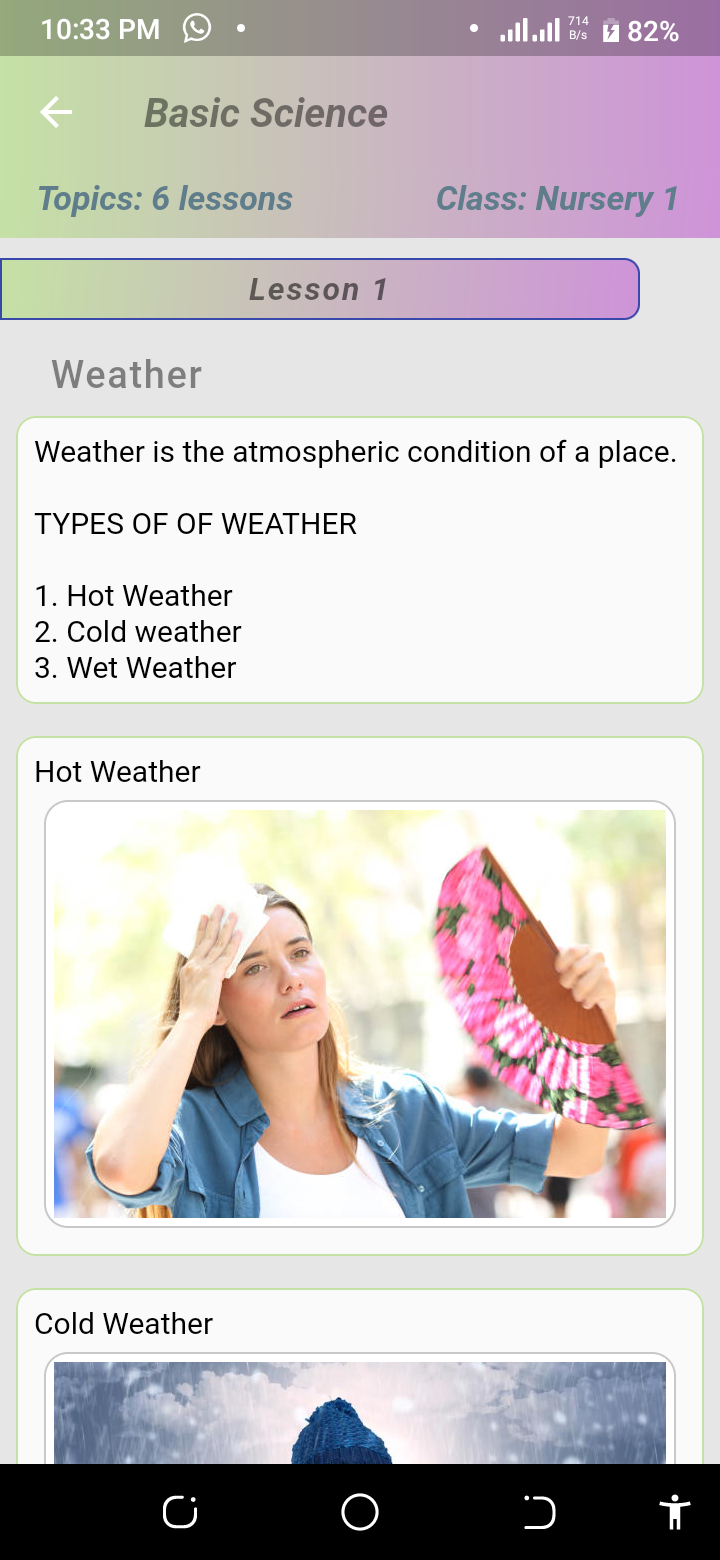 10:33 PM
714
B/s
82%
Basic Science
Topics: 6 lessons
Class: Nursery 1
Lesson 1
Weather
Weather is the atmospheric condition of a place.
TYPES OF OF WEATHER
1. Hot Weather
2. Cold weather
3. Wet Weather
Hot Weather
Cold Weather